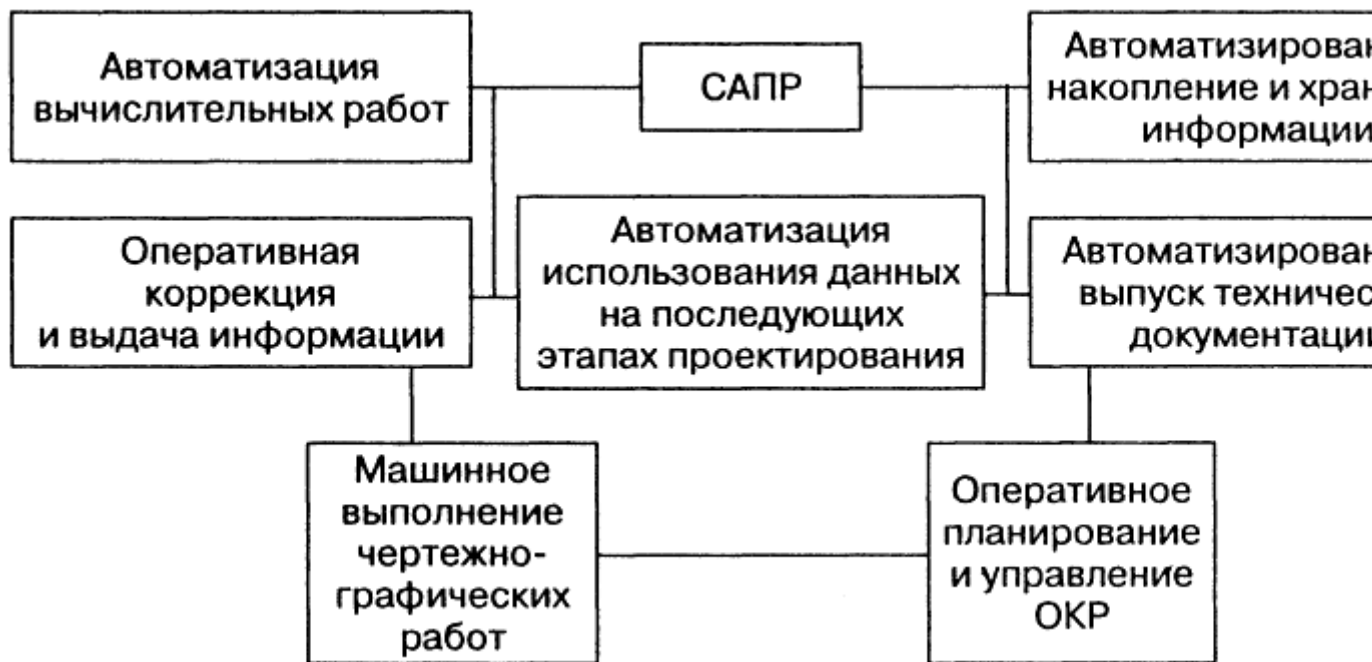 Автоматизация
вычислительных работ
САПР
накопление и
информации
Оперативная
коррекция
и выдача информации
Автоматизация
использования данных
на последующих
этапах проектирования
выпуск
Машинное
выполнение
чертежно-
графических
работ
Оперативное
планирование
и управление
ОКР